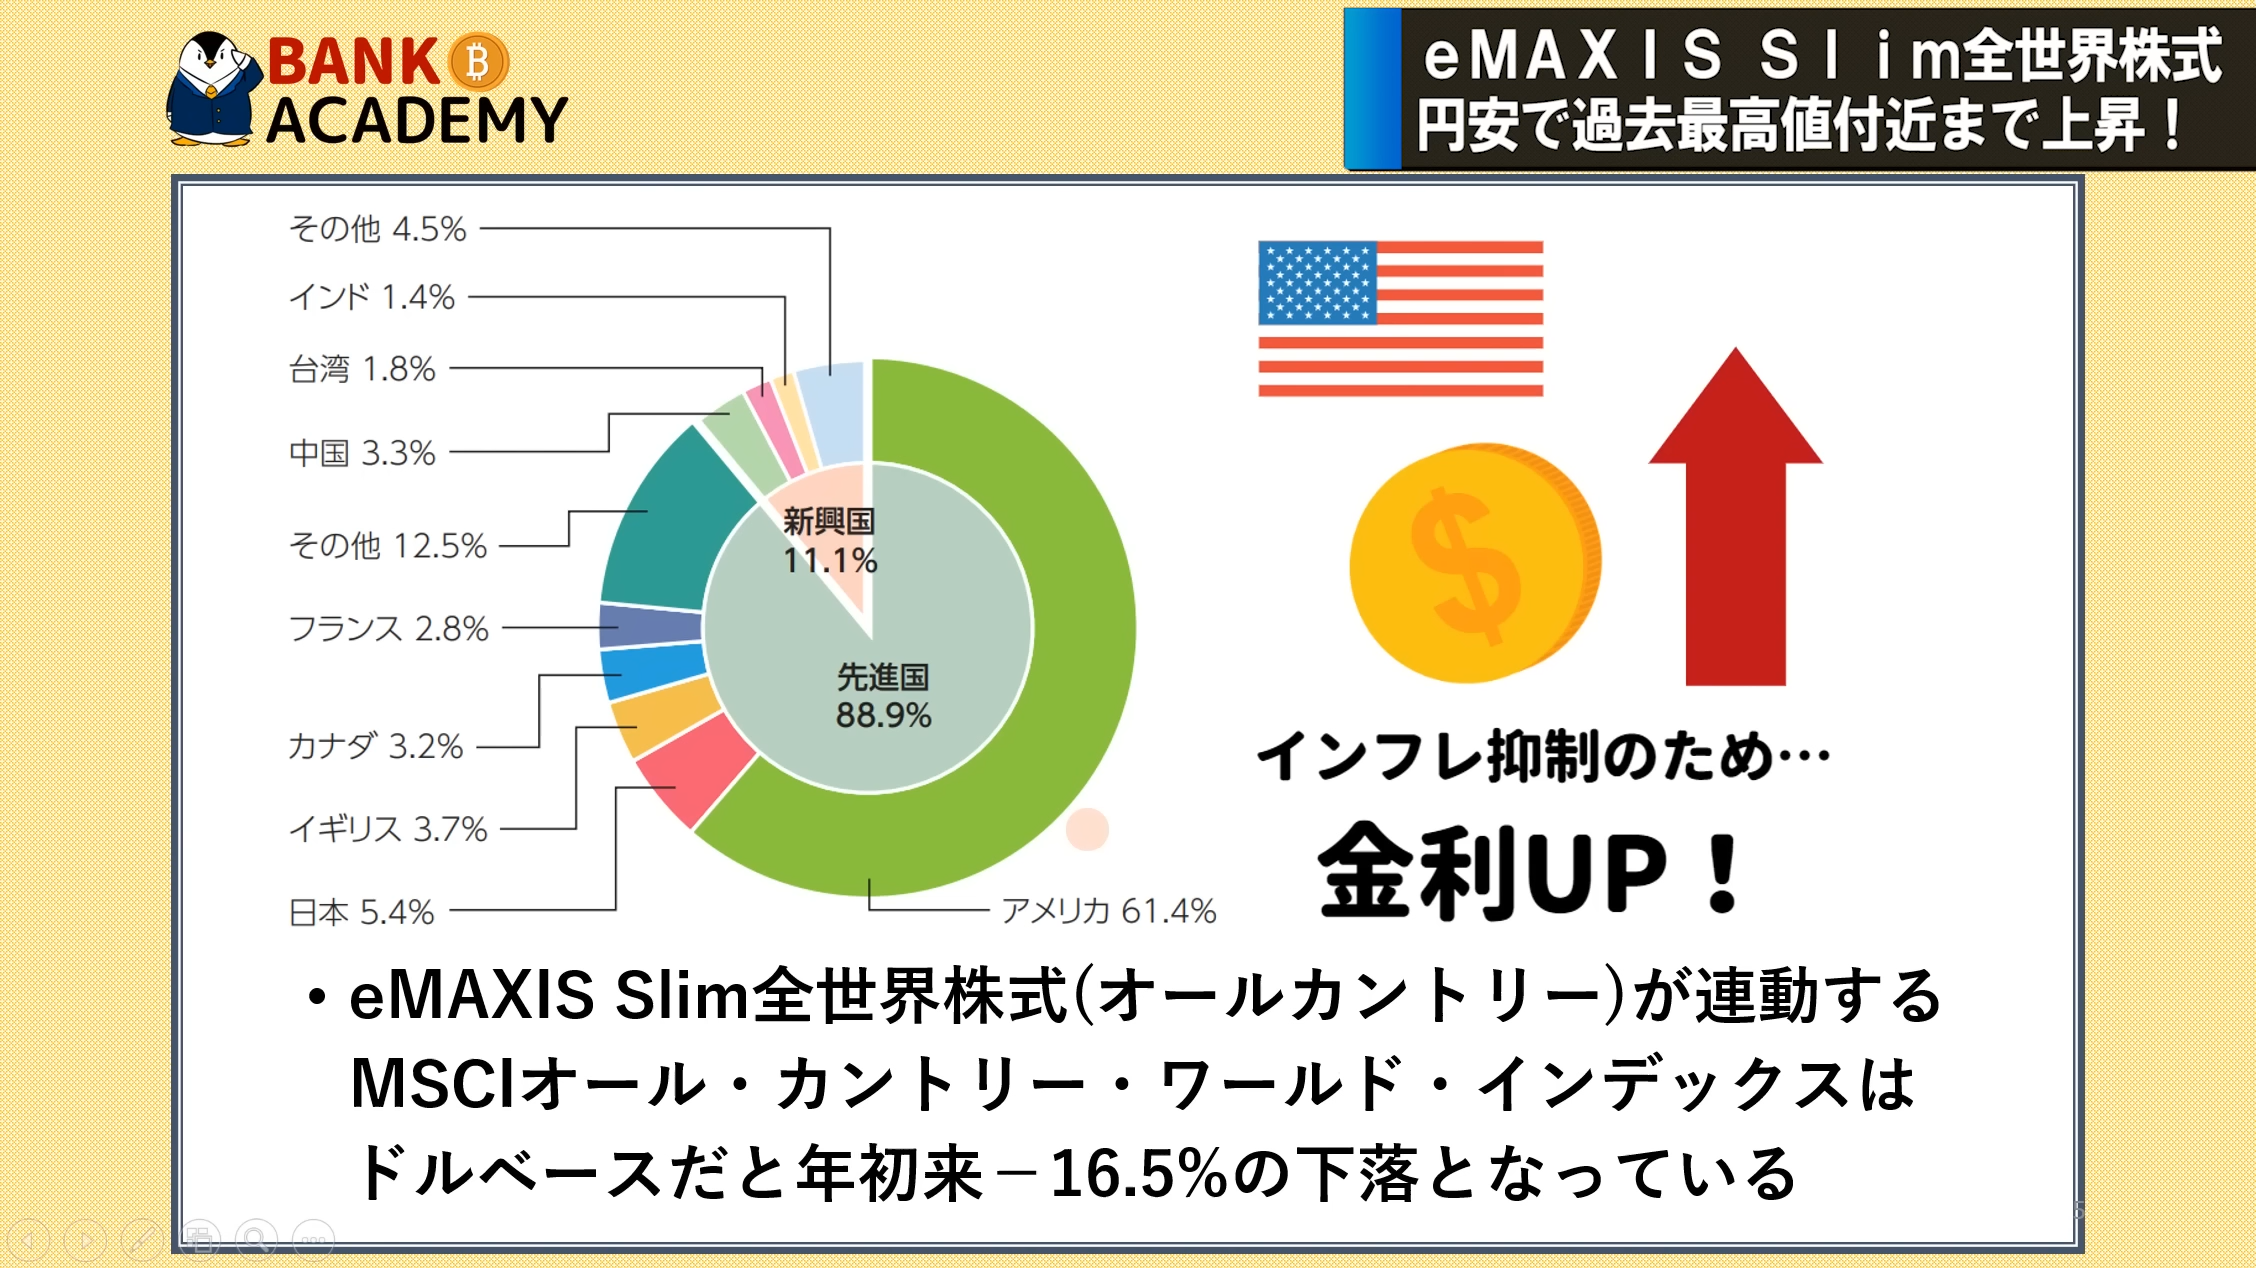 BANK
ACADEMY
eMAXIS Slim全世界株式
円安で過去最高値付近まで上昇！
その他 4.5%
インド 1.4%
台湾 1.8%
中国 3.3%
その他 12.5%
フランス 2.8%
カナダ 3.2%
イギリス 3.7%
日本 5.4%
新興国
11.1%
先進国
88.9%
アメリカ 61.4%
$
インフレ抑制のため…
金利UP！
・eMAXIS Slim全世界株式(オールカントリー)が連動する
MSCIオール・カントリー・ワールド・インデックスは
ドルベースだと年初来－16.5%の下落となっている
5